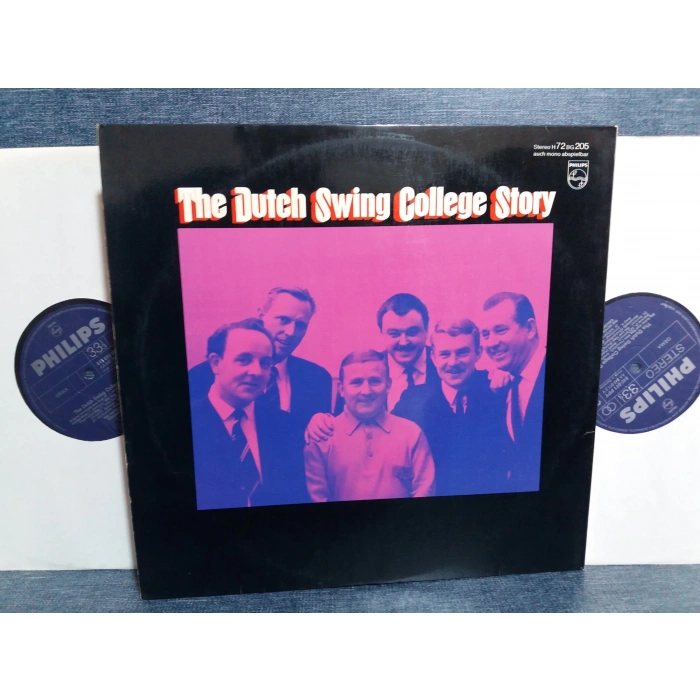 Stereo H72 BG 205
auch mono abspielbar
PHILIPS
The Dutch Swing College Story
PHILIPS
33⅓
PHILIPS
STEREO
33⅓